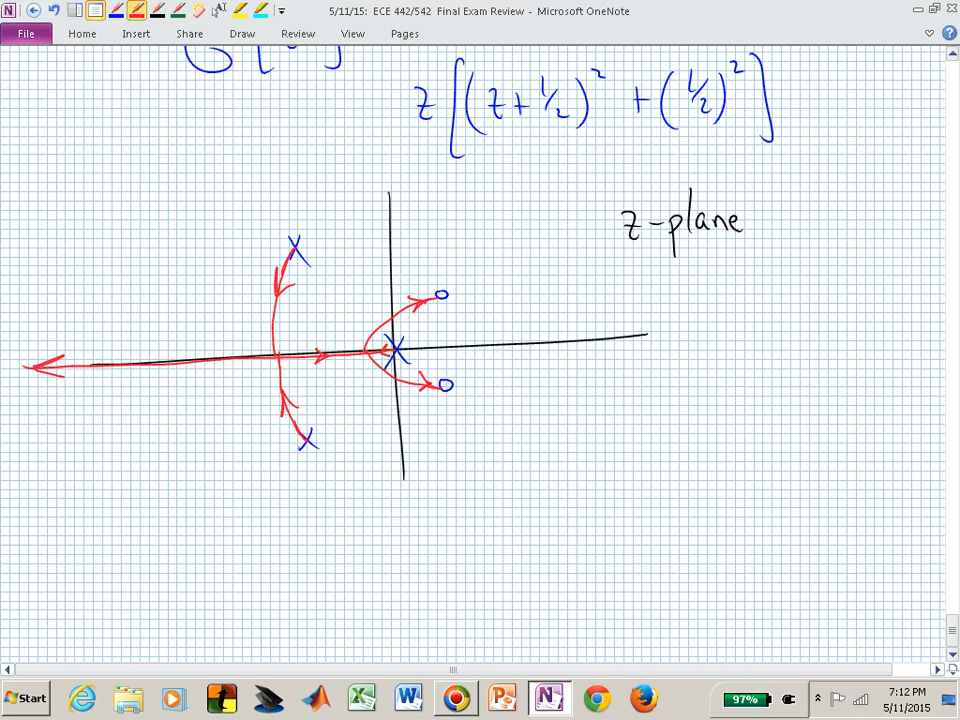 5/11/15: ECE 442/542 Final Exam Review - Microsoft OneNote
File Home Insert Share Draw Review View Pages
z[(z+1/2)² + (1/2)²]
z-plane
X
o
X
o
X
Start
97%
7:12 PM
5/11/2015